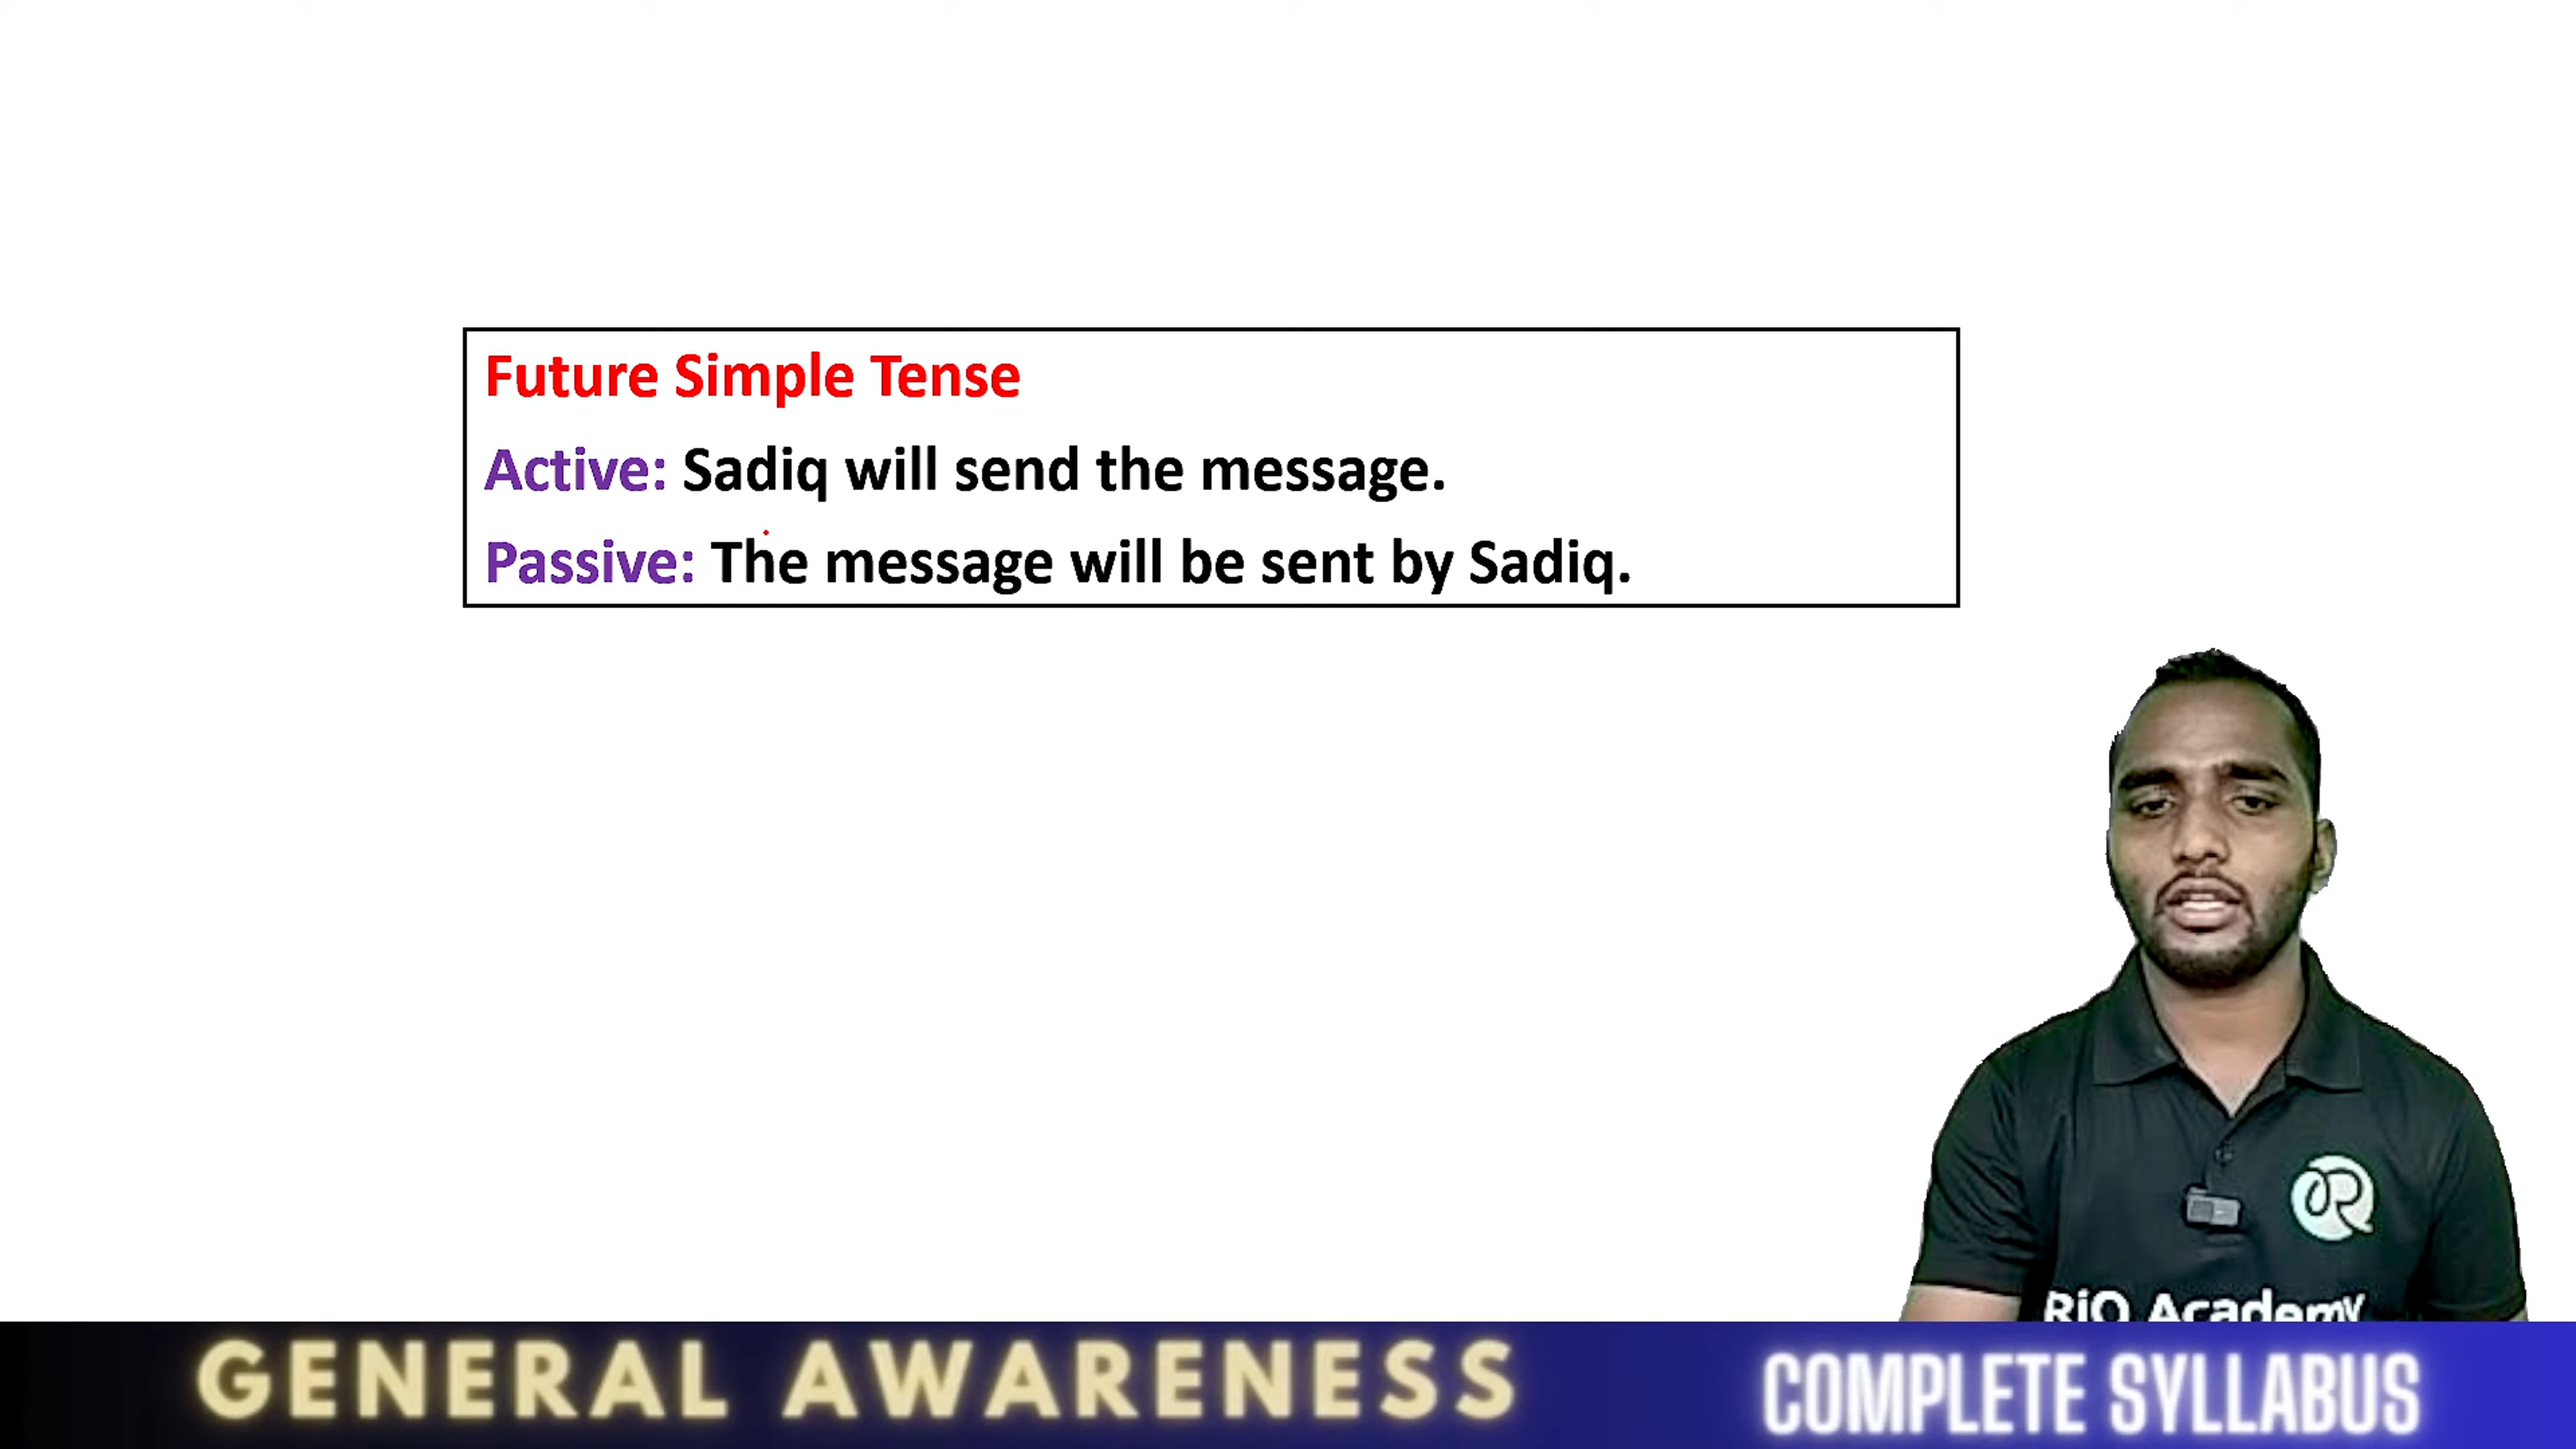 Future Simple Tense
Active: Sadiq will send the message.
Passive: The message will be sent by Sadiq.
RiQ Academy
GENERAL AWARENESS
COMPLETE SYLLABUS